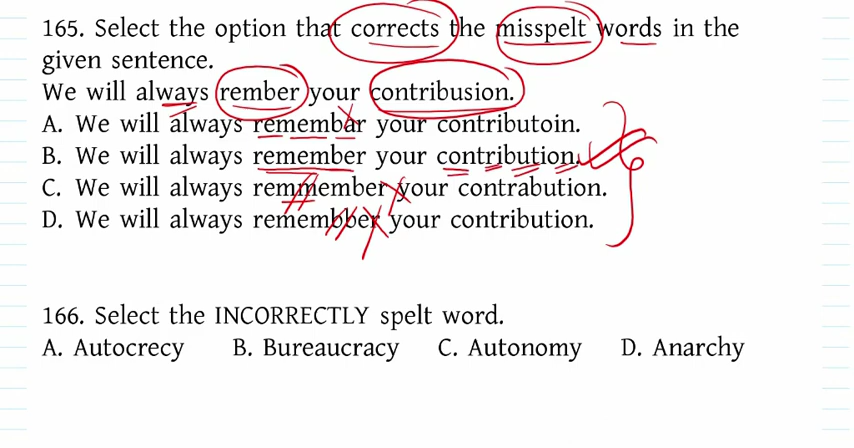 165. Select the option that corrects the misspelt words in the
given sentence.
We will always rember your contribusion.
A. We will always remembar your contributoin.
B. We will always remember your contribution.
C. We will always remmember your contrabution.
D. We will always remembber your contribution.
166. Select the INCORRECTLY spelt word.
A. Autocrecy B. Bureaucracy C. Autonomy D. Anarchy